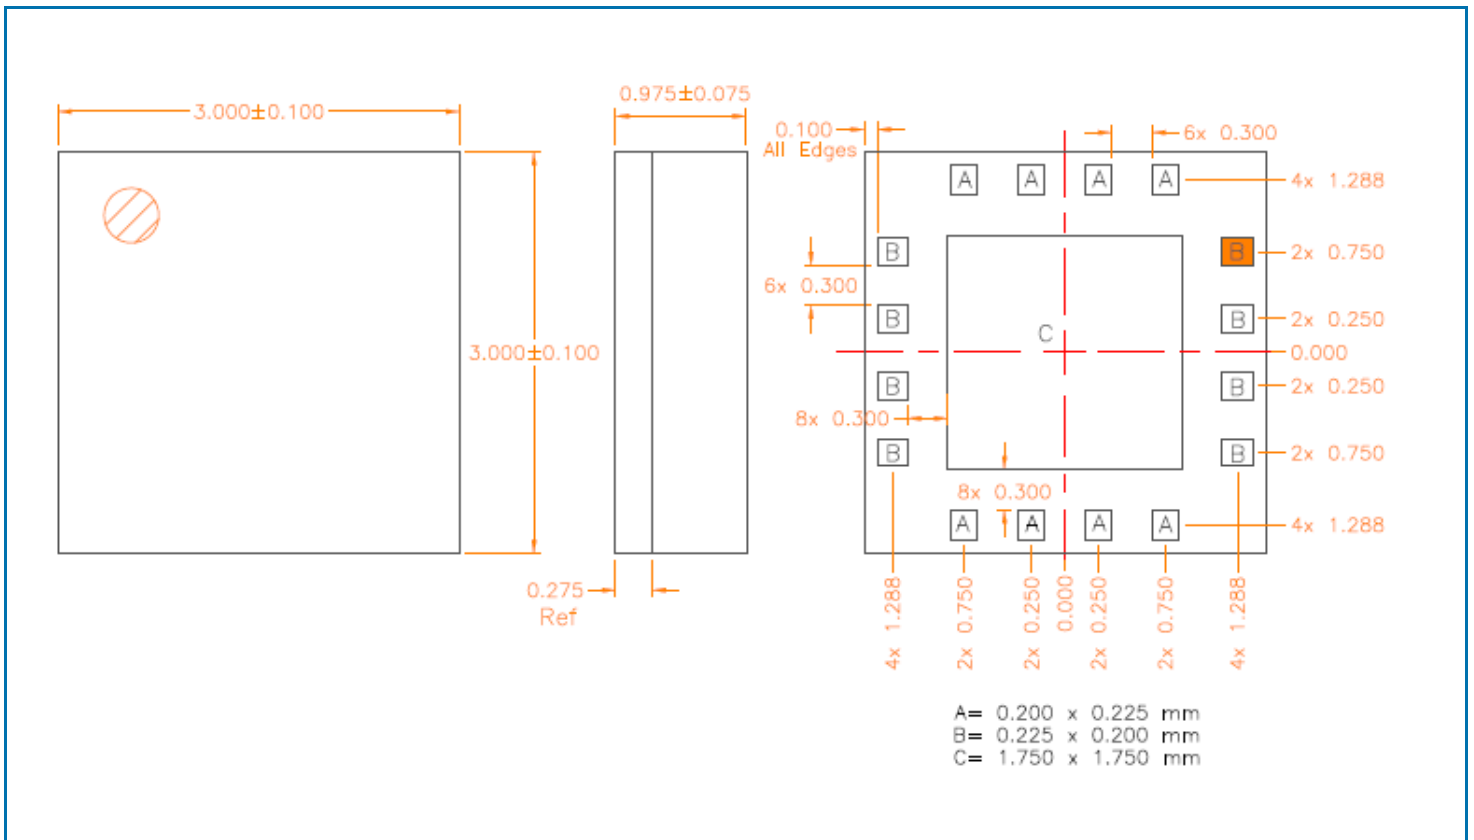 3.000±0.100
0.975±0.075
0.100
All Edges
6x 0.300
A A A A
4x 1.288
B
B
2x 0.750
6x 0.300
B
B
2x 0.250
C
3.000±0.100
0.000
B
B
2x 0.250
8x 0.300
B
B
2x 0.750
8x 0.300
A A A A
4x 1.288
0.275
Ref
4x 1.288
2x 0.750
2x 0.250
0.000
2x 0.250
2x 0.750
4x 1.288
A= 0.200 x 0.225 mm
B= 0.225 x 0.200 mm
C= 1.750 x 1.750 mm